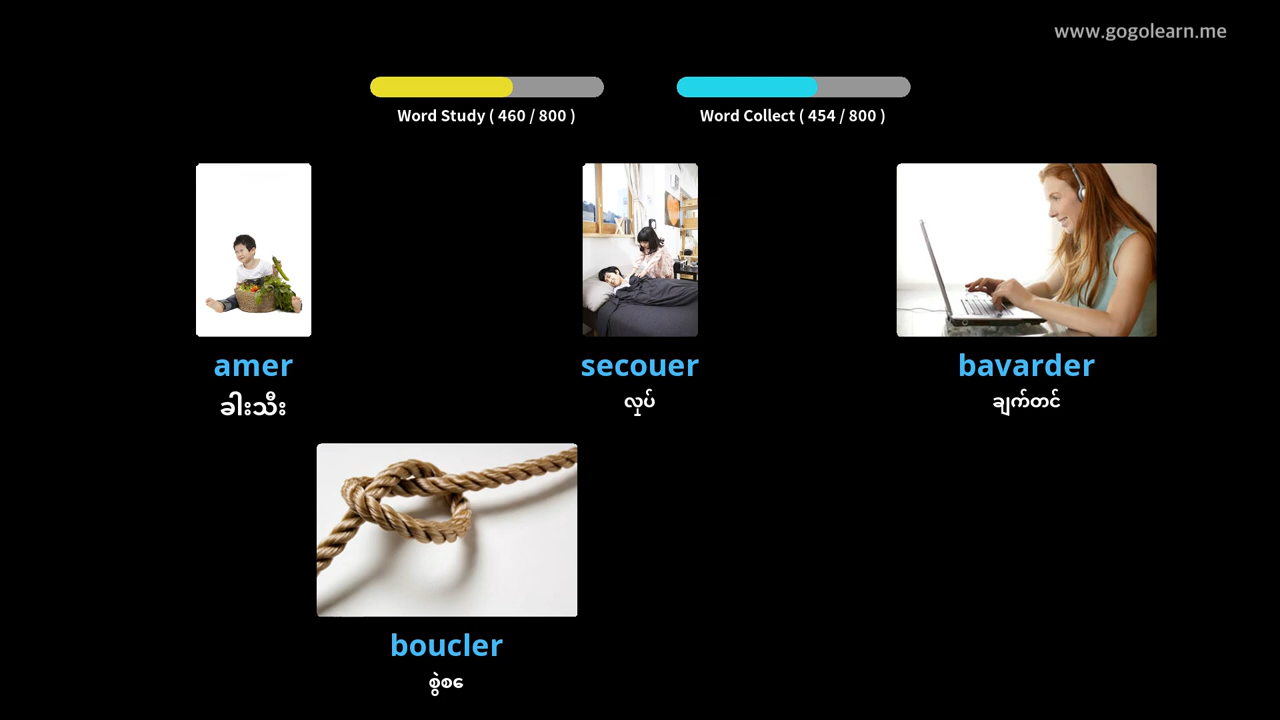 www.gogolearn.me
Word Study ( 460 / 800 )
Word Collect ( 454 / 800 )
amer
ခါးသီး
secouer
လှုပ်
bavarder
ချက်တင်
boucler
စွဲစေ